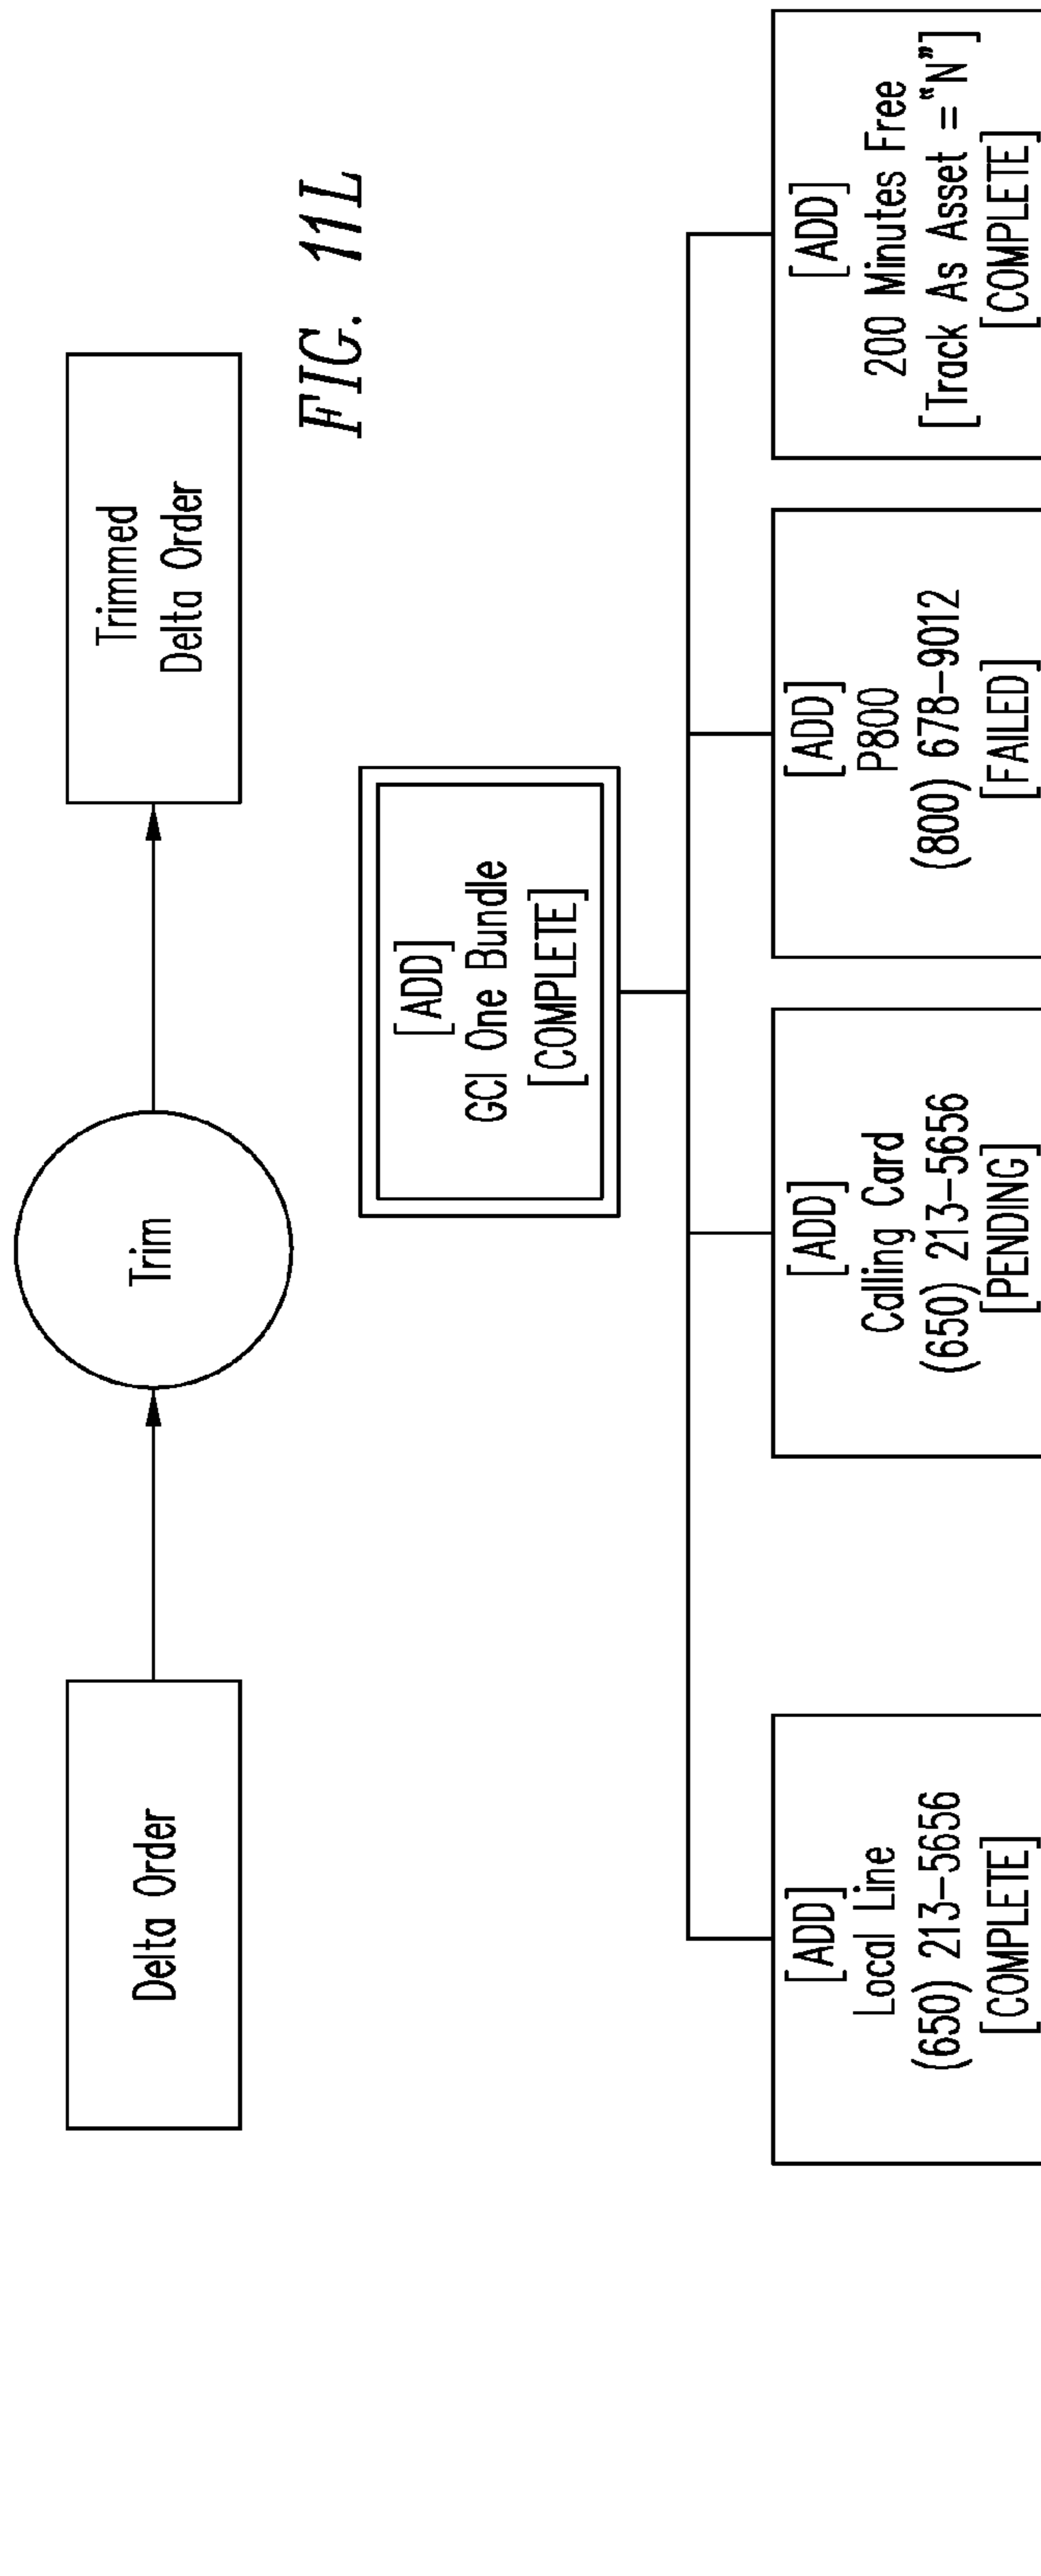 Delta Order
Trim
Trimmed
Delta Order
FIG. 11L
[ADD]
GCI One Bundle
[COMPLETE]
[ADD]
Local Line
(650) 213-5656
[COMPLETE]
[ADD]
Calling Card
(650) 213-5656
[PENDING]
[ADD]
P800
(800) 678-9012
[FAILED]
[ADD]
200 Minutes Free
[Track As Asset =“N”]
[COMPLETE]